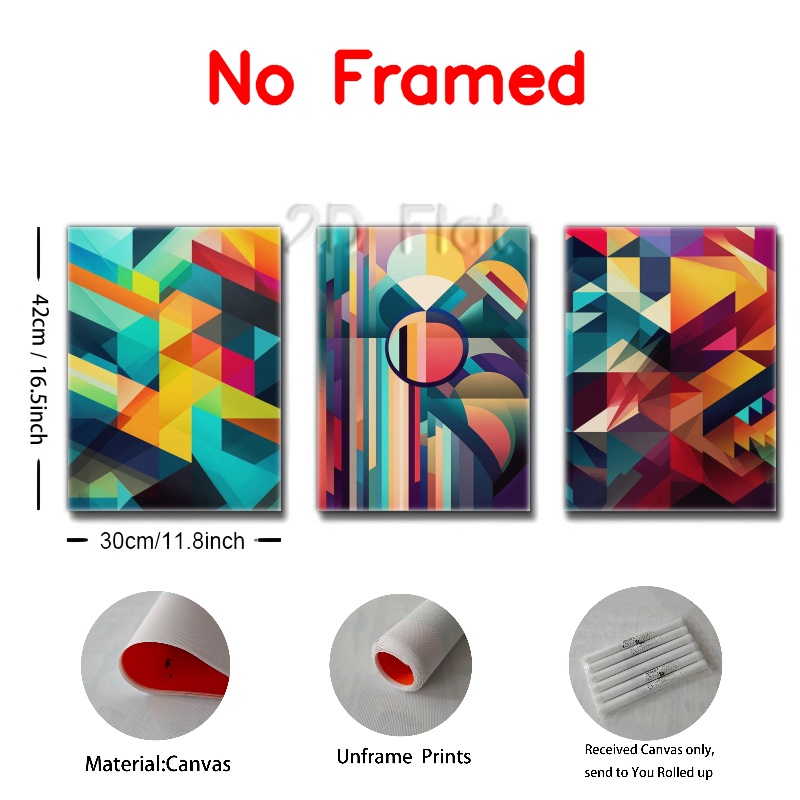 No Framed
2D Flat
42cm / 16.5inch
30cm/11.8inch
Material:Canvas
Unframe Prints
Received Canvas only,
send to You Rolled up